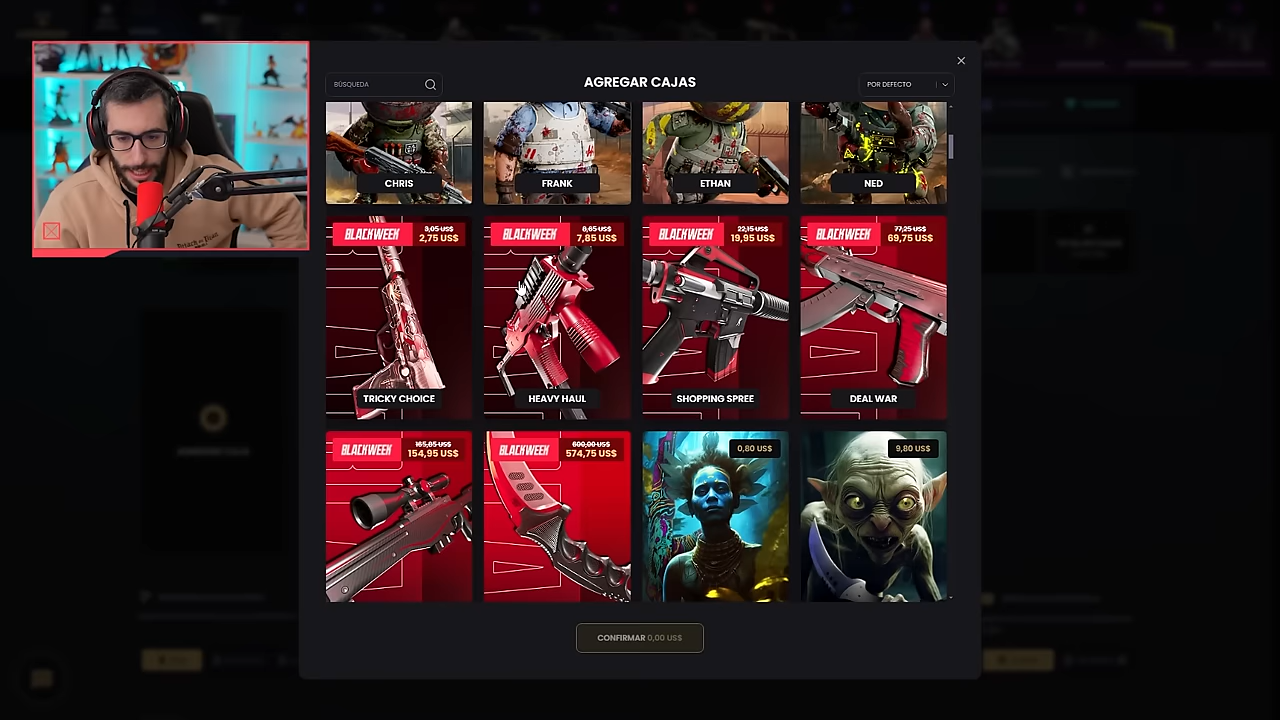 BÚSQUEDA
AGREGAR CAJAS
POR DEFECTO
CHRIS
FRANK
ETHAN
NED
BLACKWEEK 3,05 US$
2,75 US$
BLACKWEEK
7,85 US$
BLACKWEEK 22,15 US$
19,95 US$
BLACKWEEK 77,25 US$
69,75 US$
TRICKY CHOICE
HEAVY HAUL
SHOPPING SPREE
DEAL WAR
BLACKWEEK 165,85 US$
154,95 US$
BLACKWEEK 600,00 US$
574,75 US$
0,80 US$
9,80 US$
CONFIRMAR 0,00 US$